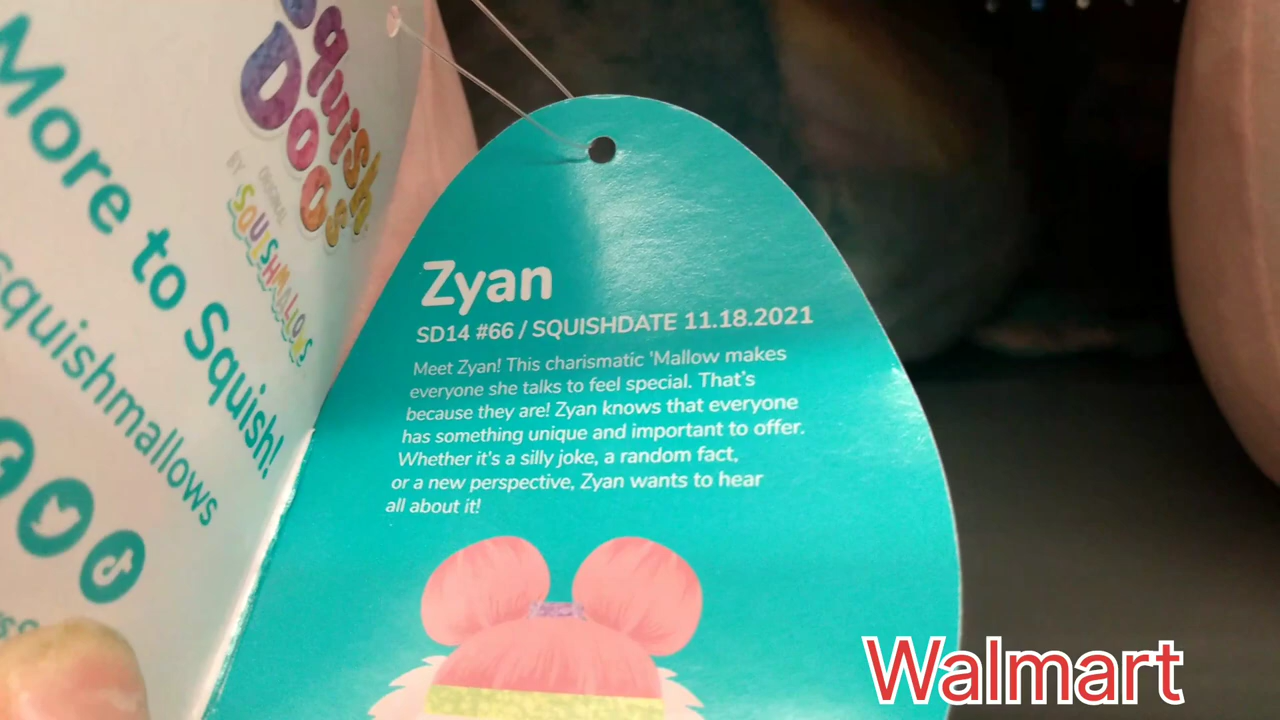 More to Squish!
squishmallows
Squish
Doos
BY ORIGINAL
SQUISHMALLOWS
Zyan
SD14 #66 / SQUISHDATE 11.18.2021
Meet Zyan! This charismatic 'Mallow makes
everyone she talks to feel special. That's
because they are! Zyan knows that everyone
has something unique and important to offer.
Whether it's a silly joke, a random fact,
or a new perspective, Zyan wants to hear
all about it!
Walmart